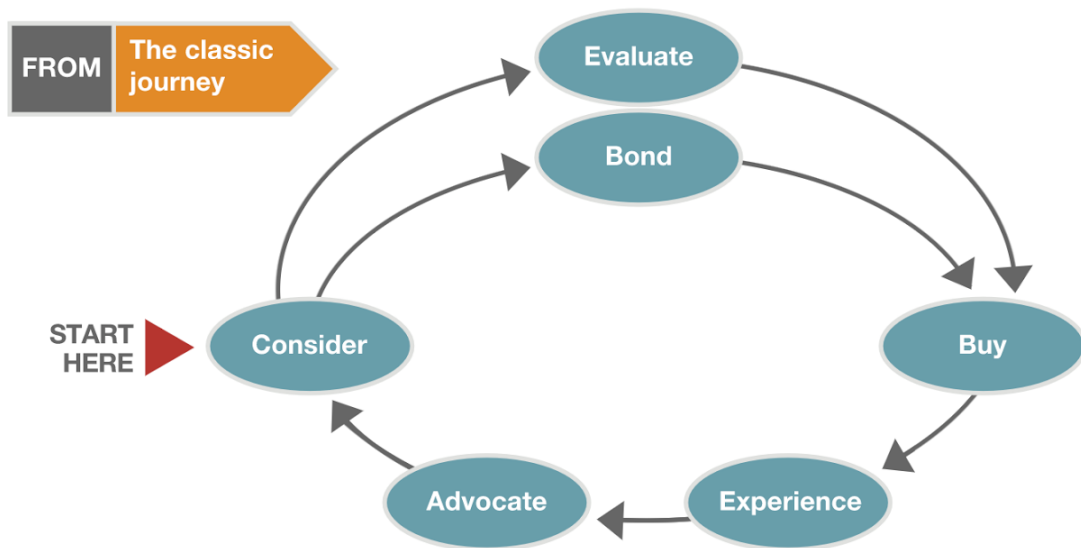 FROM
The classic
journey
Evaluate
Bond
START
HERE
Consider
Buy
Advocate
Experience